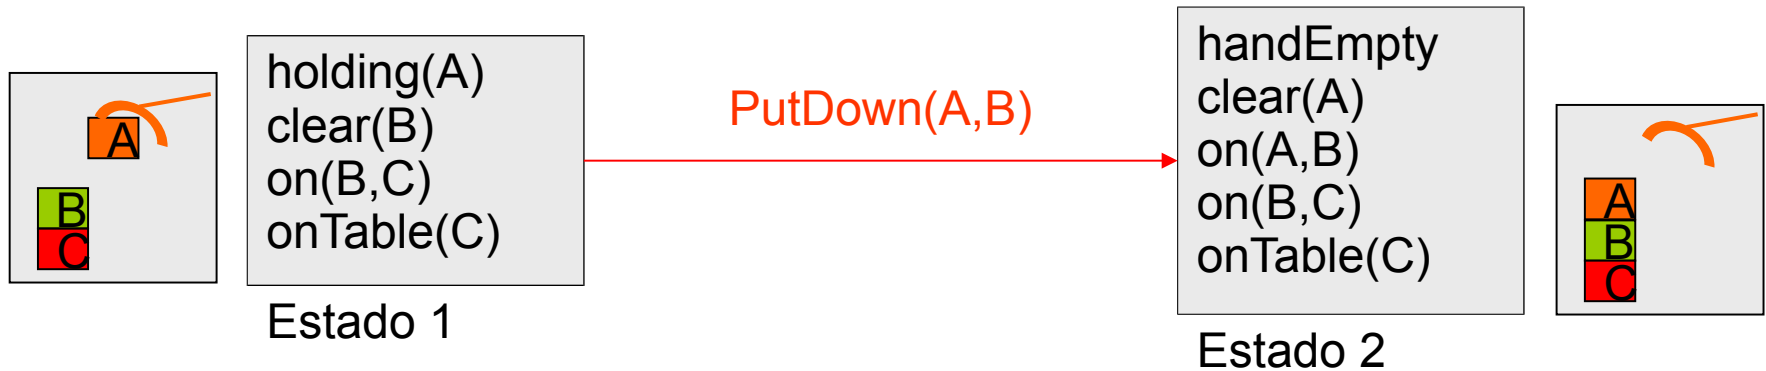 A
B
C
holding(A)
clear(B)
on(B,C)
onTable(C)
Estado 1
PutDown(A,B)
handEmpty
clear(A)
on(A,B)
on(B,C)
onTable(C)
Estado 2
A
B
C